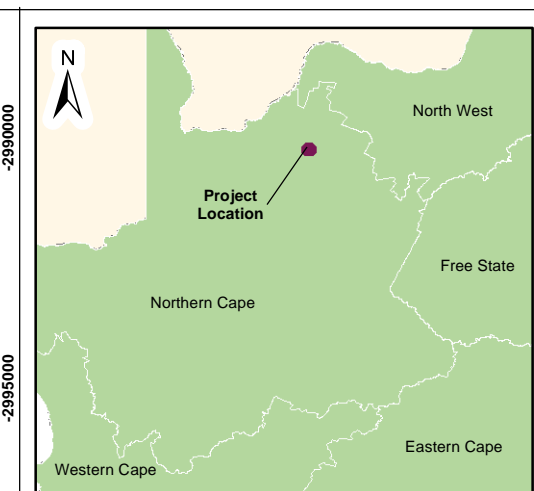 N
-2990000
North West
Project
Location
Free State
Northern Cape
-2995000
Eastern Cape
Western Cape